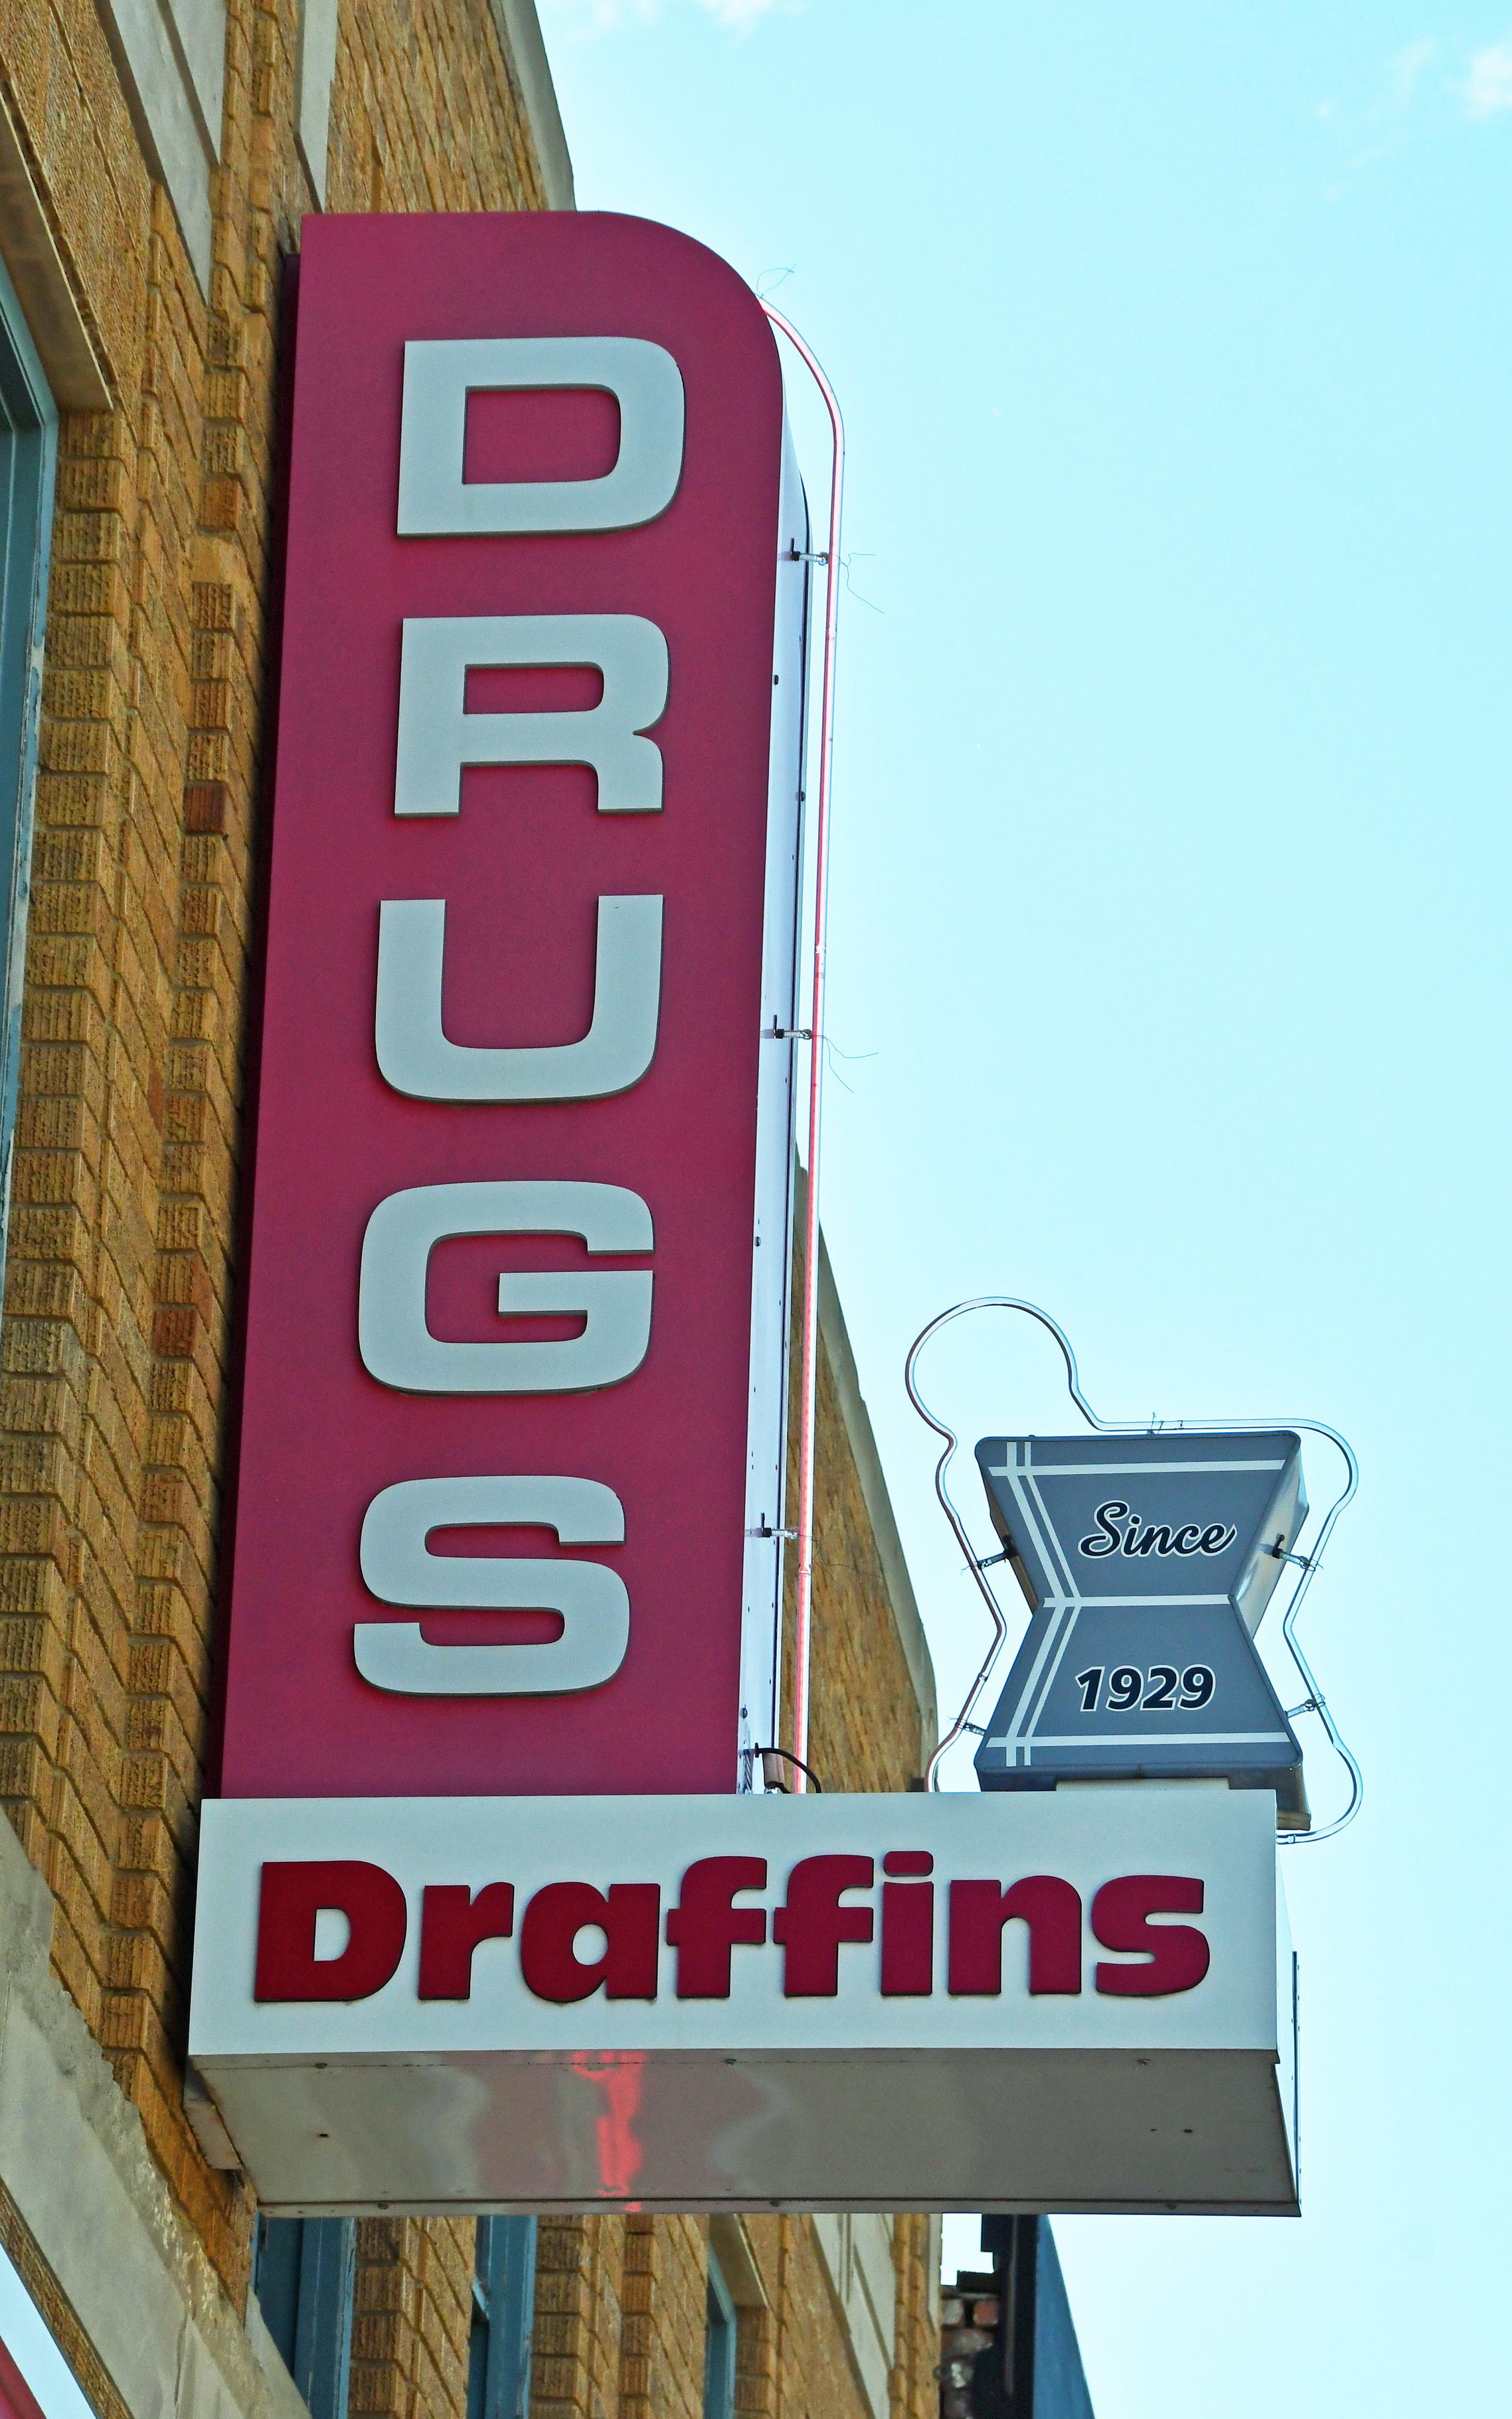 DRUGS
Since
1929
Draffins